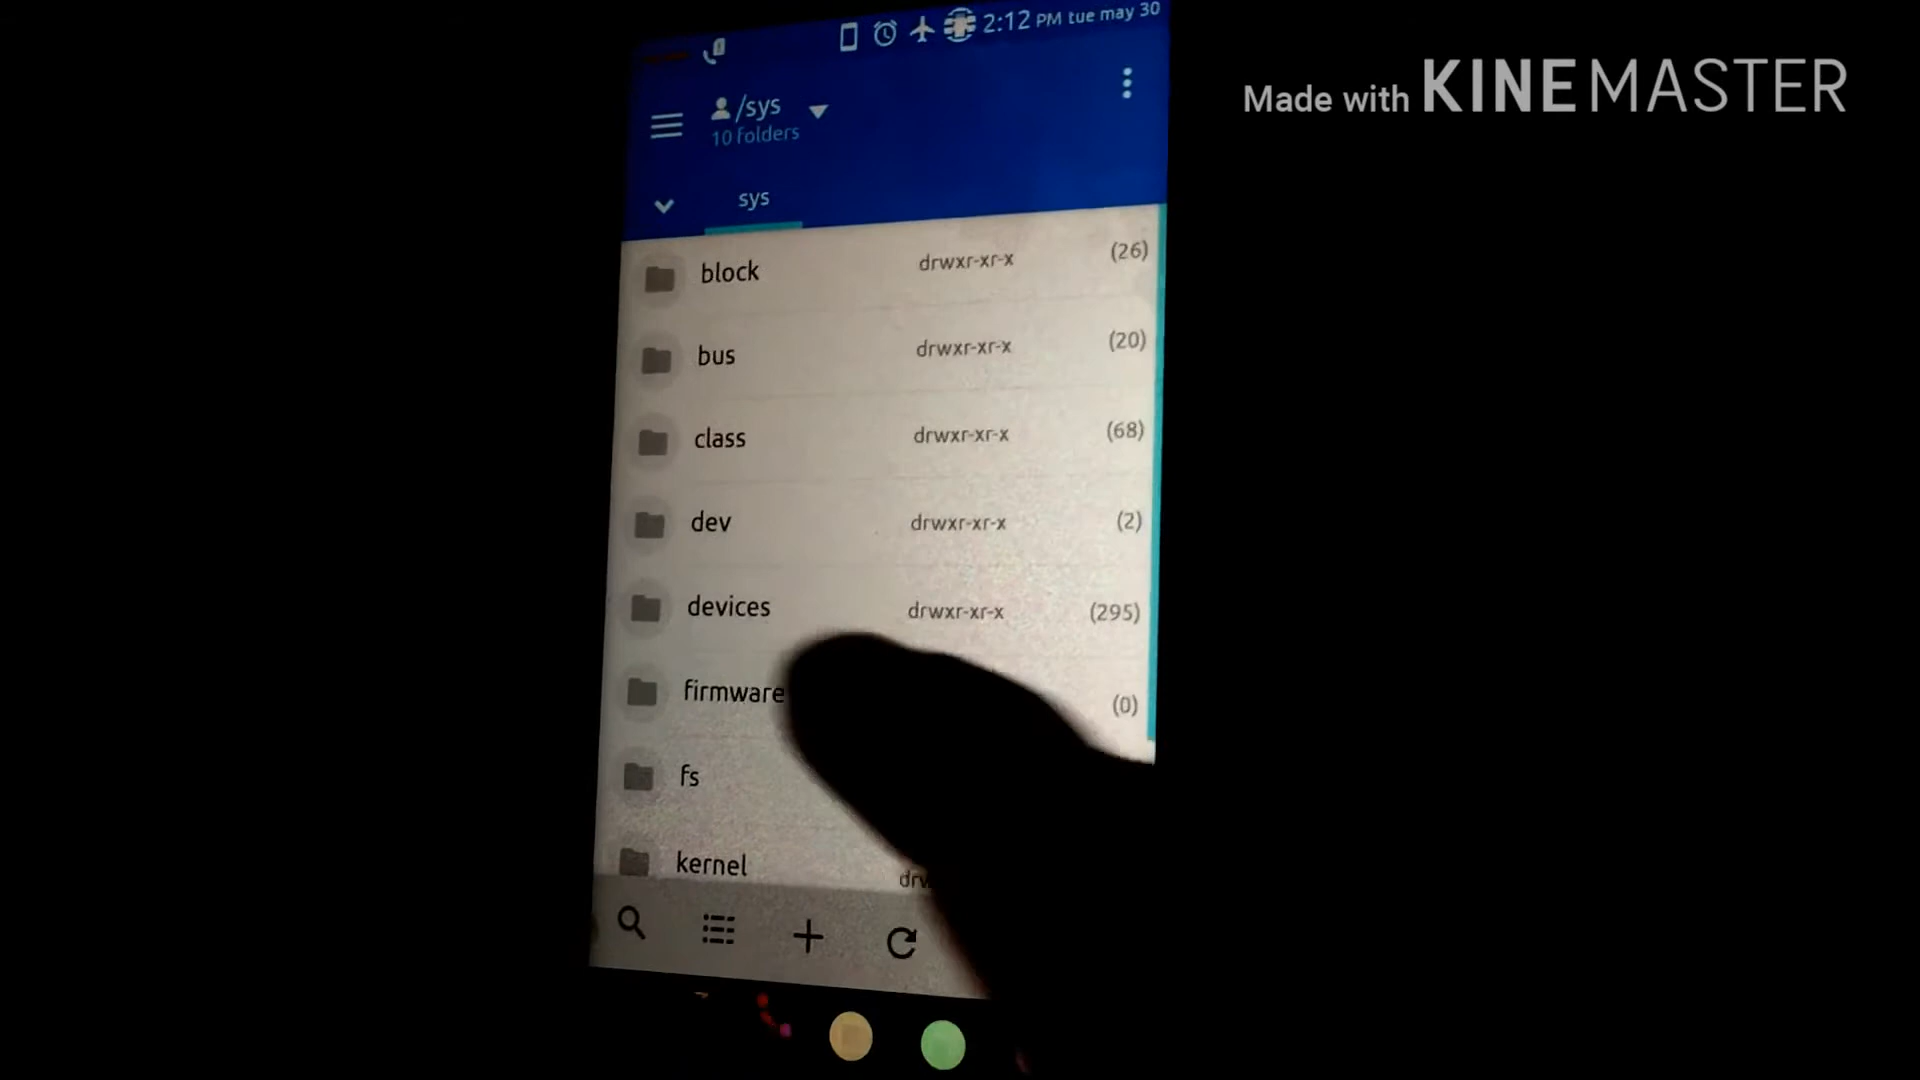 2:12 PM tue may 30
Made with KINEMASTER
/sys
10 folders
sys
block drwxr-xr-x (26)
bus drwxr-xr-x (20)
class drwxr-xr-x (68)
dev drwxr-xr-x (2)
devices drwxr-xr-x (295)
firmware (0)
fs
kernel